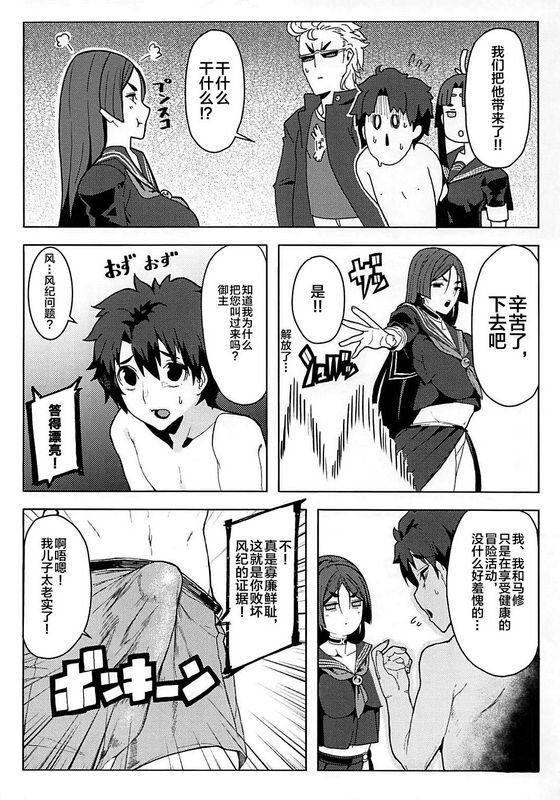 我们把他带来了!!
干什么
干什么!?
プンスコ
辛苦了，
下去吧
是!!
解放了…
知道我为什么
把您叫过来吗?
御主
风…风纪问题?
おず おず
答得漂亮!
我、我和马修
只是在享受健康的
冒险活动，
没什么好羞愧的…
不!
真是寡廉鲜耻，
这就是你败坏
风纪的证据!
啊唔嗯!
我儿子太老实了!
ボンキーン